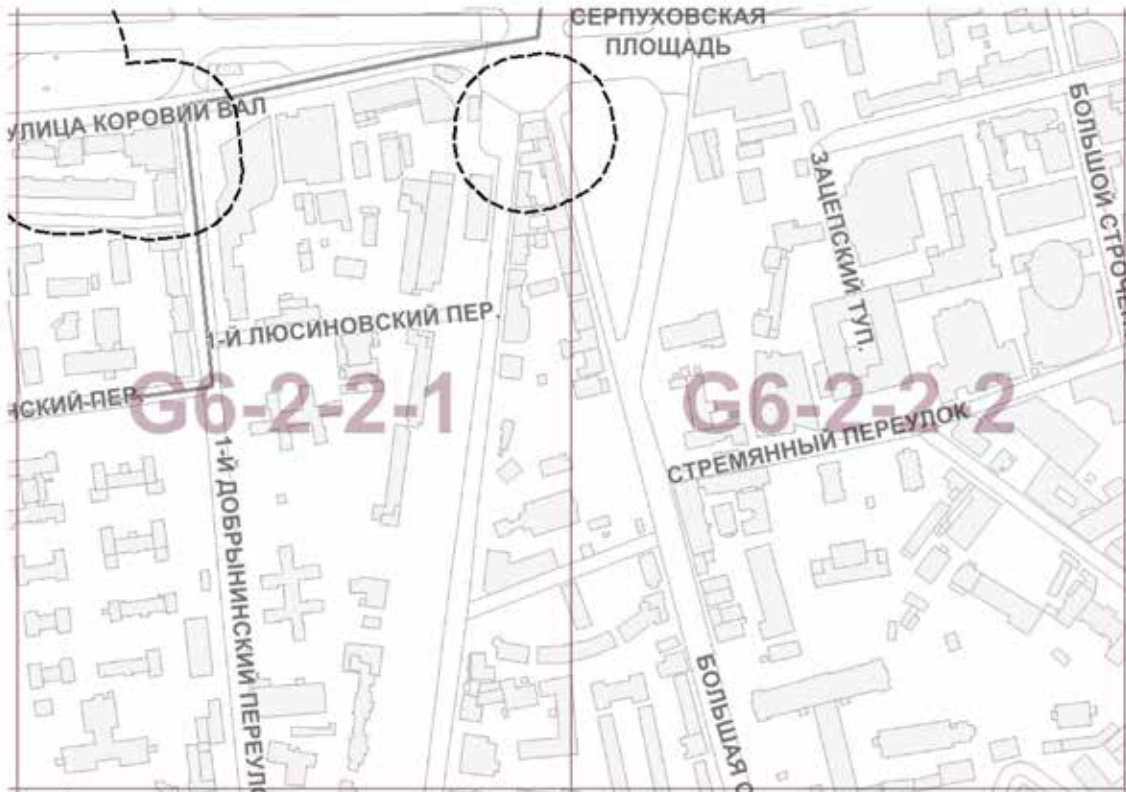 СЕРПУХОВСКАЯ
ПЛОЩАДЬ
УЛИЦА КОРОВИЙ ВАЛ
БОЛЬШОЙ СТРОЧЕН
ЗАЦЕПСКИЙ ТУП.
1-Й ЛЮСИНОВСКИЙ ПЕР.
НСКИЙ ПЕР.
G6-2-2-1
G6-2-2-2
СТРЕМЯННЫЙ ПЕРЕУЛОК
1-Й ДОБРЫНИНСКИЙ ПЕРЕУЛО
БОЛЬШАЯ С